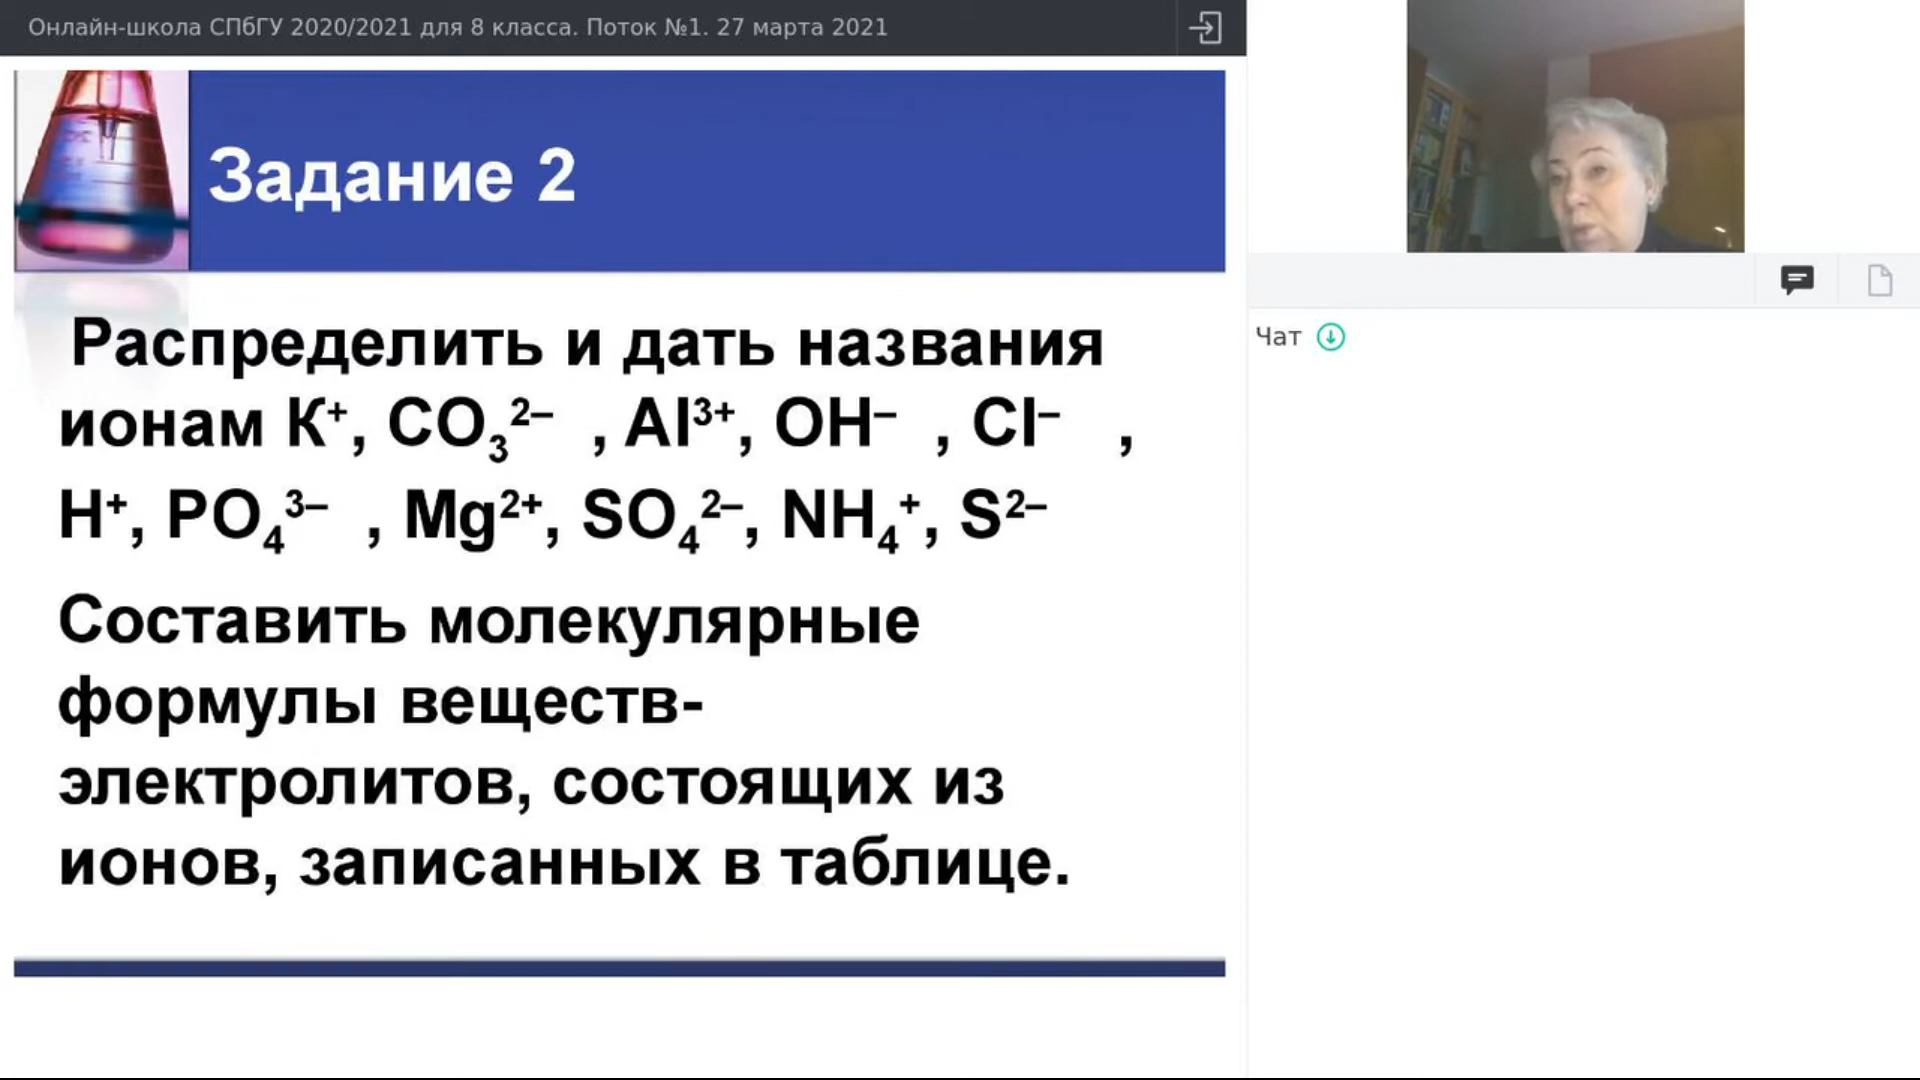 Онлайн-школа СПбГУ 2020/2021 для 8 класса. Поток №1. 27 марта 2021
Задание 2
Распределить и дать названия
ионам К⁺, CO₃²⁻ , Al³⁺, OH⁻ , Cl⁻ ,
H⁺, PO₄³⁻ , Mg²⁺, SO₄²⁻, NH₄⁺, S²⁻
Составить молекулярные
формулы веществ-
электролитов, состоящих из
ионов, записанных в таблице.
Чат